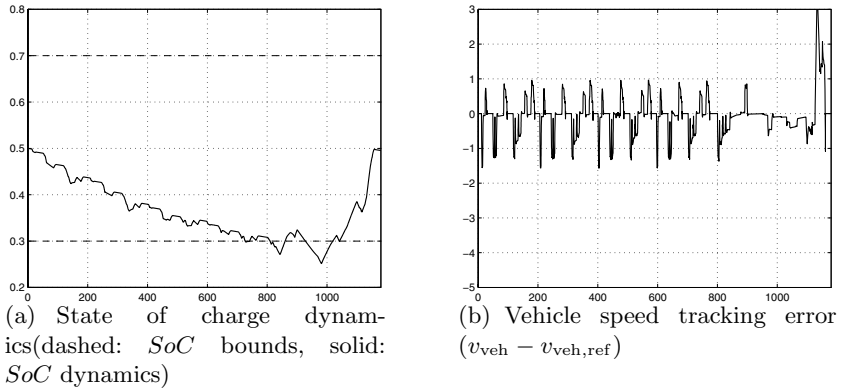 0.8
0.7
0.6
0.5
0.4
0.3
0.2
0 200 400 600 800 1000
(a) State of charge dynam-
ics(dashed: SoC bounds, solid:
SoC dynamics)
3
2
1
0
−1
−2
−3
−4
−5
0 200 400 600 800 1000
(b) Vehicle speed tracking error
(v_veh − v_veh,ref)